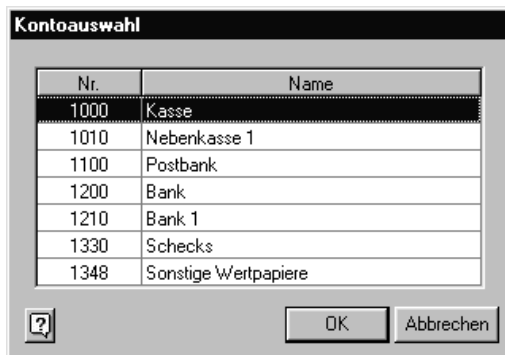 Kontoauswahl
Nr. Name
1000 Kasse
1010 Nebenkasse 1
1100 Postbank
1200 Bank
1210 Bank 1
1330 Schecks
1348 Sonstige Wertpapiere
? OK Abbrechen